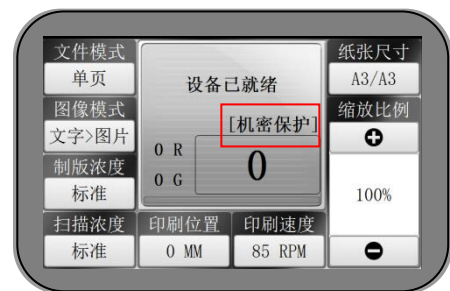 文件模式
单页
图像模式
文字>图片
制版浓度
标准
扫描浓度
标准
设备已就绪
[机密保护]
0 R
0 G
0
印刷位置
0 MM
印刷速度
85 RPM
纸张尺寸
A3/A3
缩放比例
100%